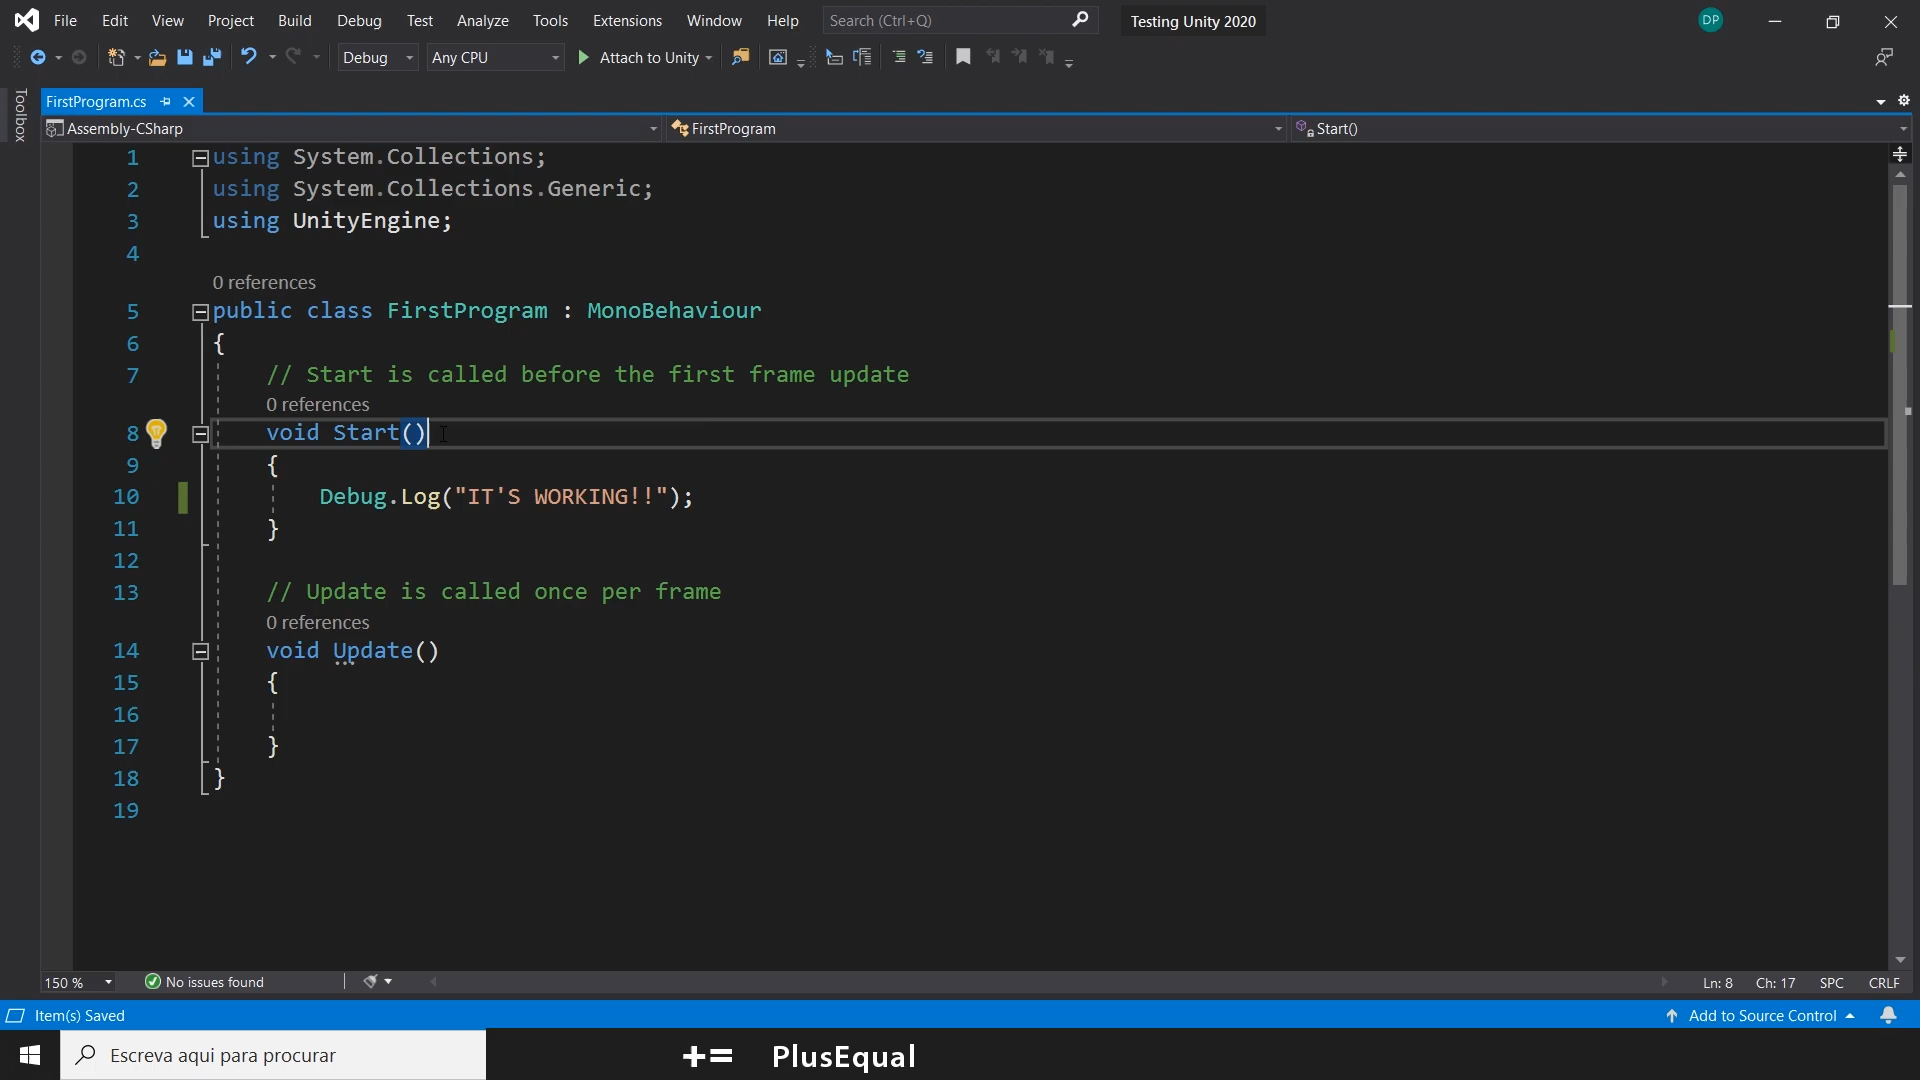 File Edit View Project Build Debug Test Analyze Tools Extensions Window Help Search (Ctrl+Q) Testing Unity 2020 DP
Debug Any CPU Attach to Unity
Toolbox
FirstProgram.cs
Assembly-CSharp FirstProgram Start()
1 using System.Collections;
2 using System.Collections.Generic;
3 using UnityEngine;
4
0 references
5 public class FirstProgram : MonoBehaviour
6 {
7 // Start is called before the first frame update
0 references
8 void Start()
9 {
10 Debug.Log("IT'S WORKING!!");
11 }
12
13 // Update is called once per frame
0 references
14 void Update()
15 {
16
17 }
18 }
19
150 % No issues found Ln: 8 Ch: 17 SPC CRLF
Item(s) Saved Add to Source Control
Escreva aqui para procurar += PlusEqual